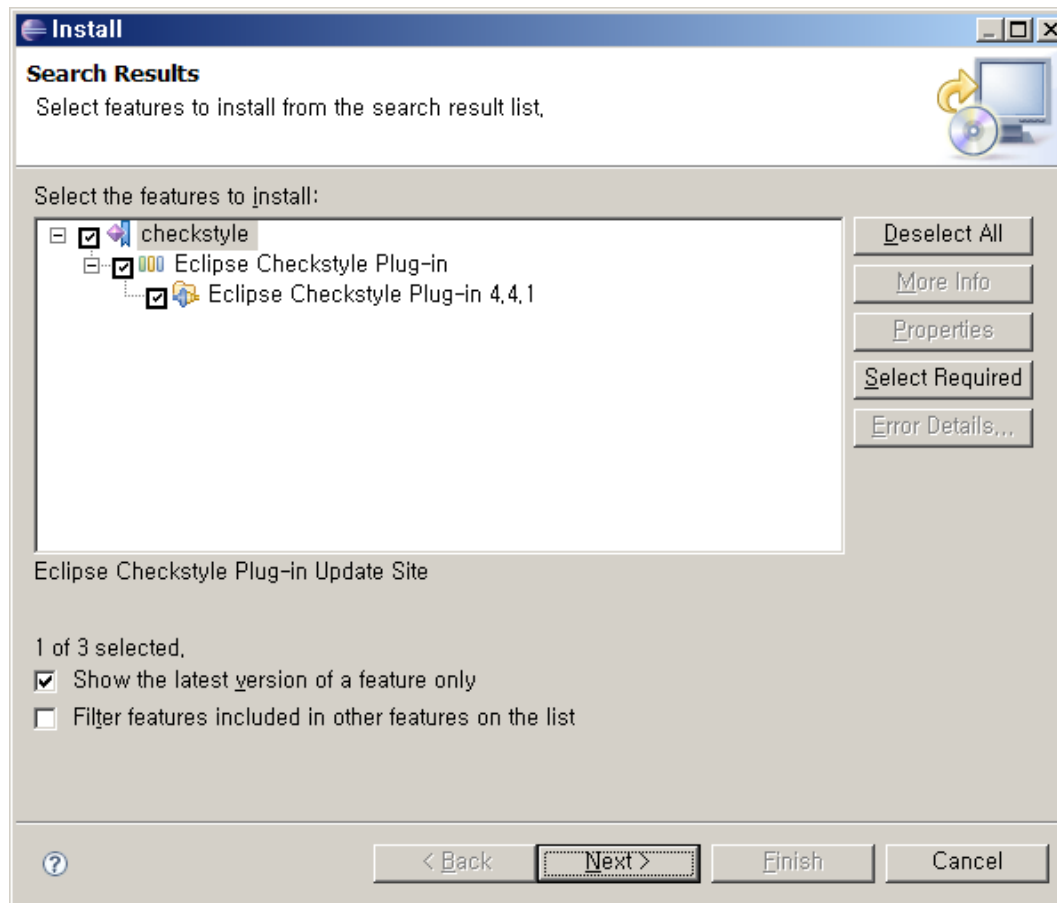 Install
Search Results
Select features to install from the search result list,
Select the features to install:
checkstyle
Eclipse Checkstyle Plug-in
Eclipse Checkstyle Plug-in 4,4,1
Deselect All
More Info
Properties
Select Required
Error Details,,,
Eclipse Checkstyle Plug-in Update Site
1 of 3 selected,
Show the latest version of a feature only
Filter features included in other features on the list
? < Back Next > Finish Cancel